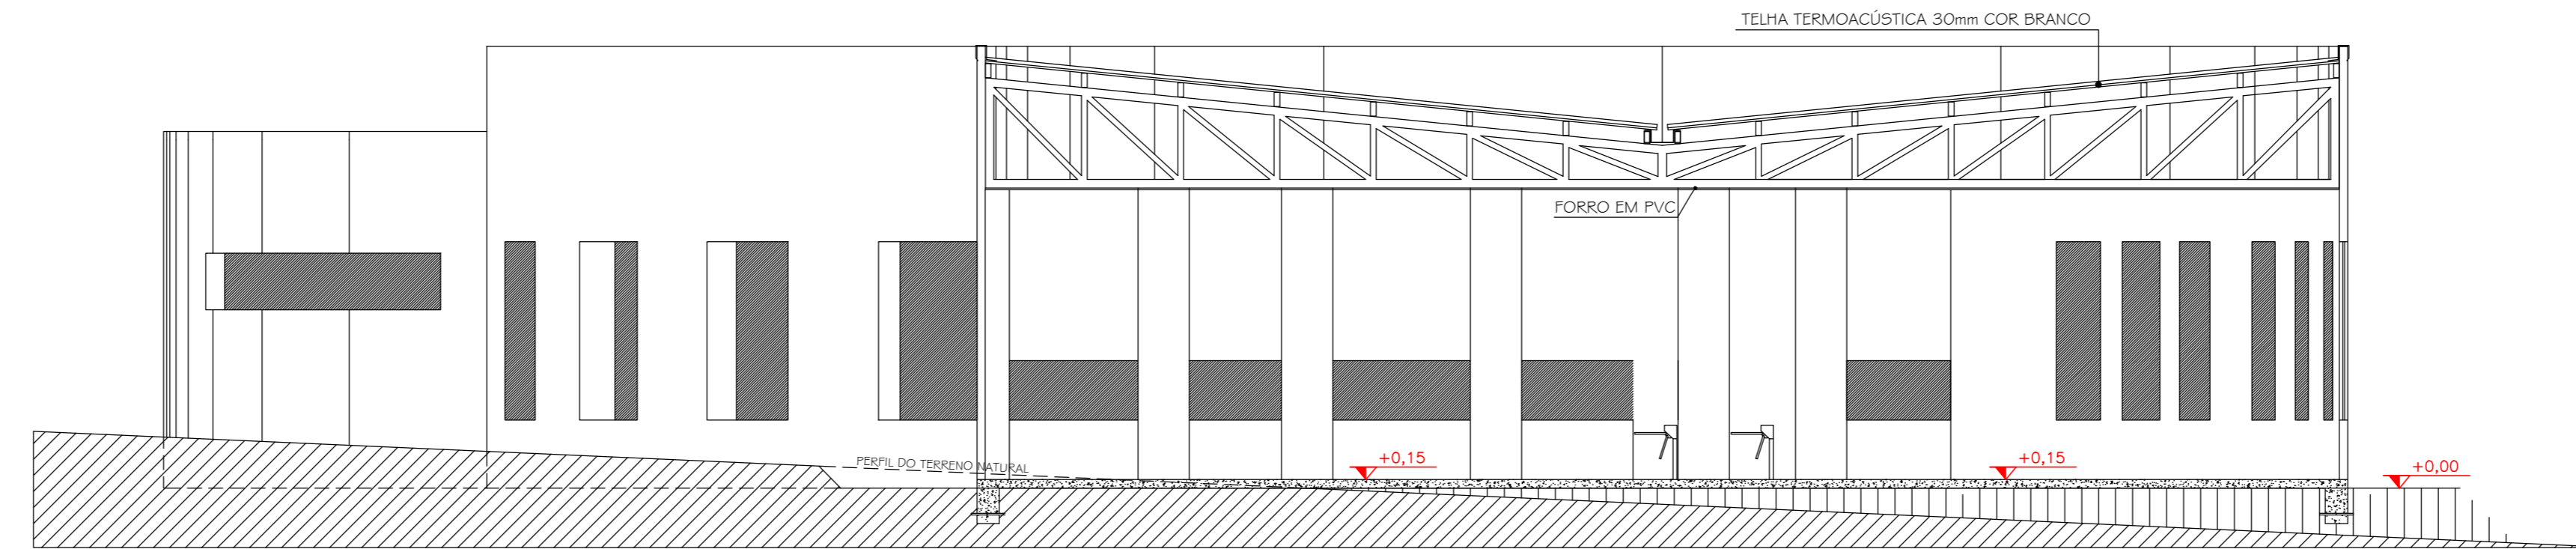 TELHA TERMOACÚSTICA 30mm COR BRANCO
FORRO EM PVC
PERFIL DO TERRENO NATURAL
+0,15
+0,15
+0,00